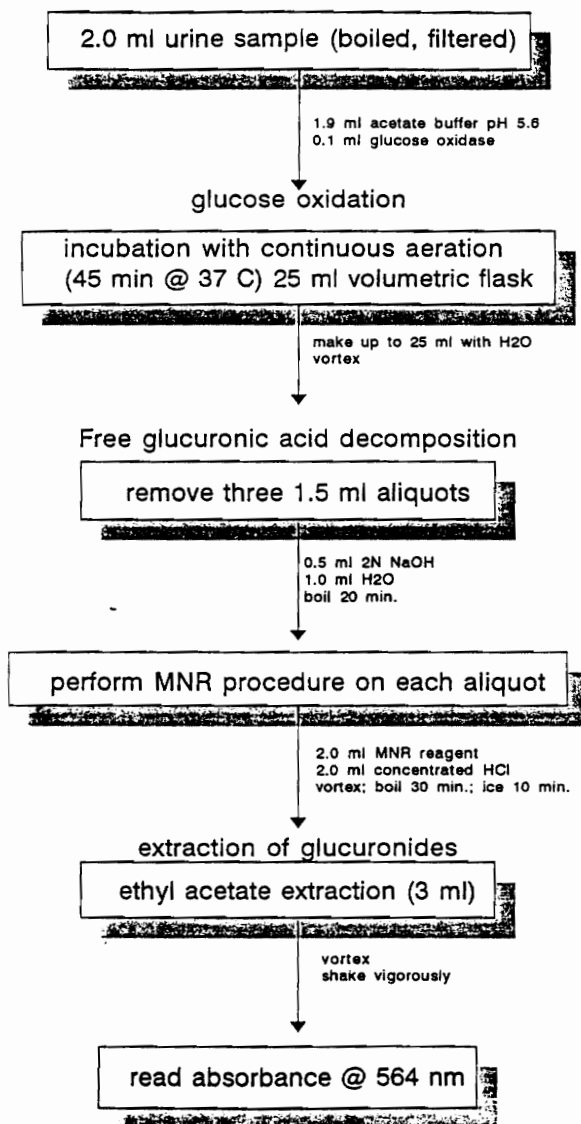 2.0 ml urine sample (boiled, filtered)
1.9 ml acetate buffer pH 5.6
0.1 ml glucose oxidase
glucose oxidation
incubation with continuous aeration
(45 min @ 37 C) 25 ml volumetric flask
make up to 25 ml with H2O
vortex
Free glucuronic acid decomposition
remove three 1.5 ml aliquots
0.5 ml 2N NaOH
1.0 ml H2O
boil 20 min.
perform MNR procedure on each aliquot
2.0 ml MNR reagent
2.0 ml concentrated HCl
vortex; boil 30 min.; ice 10 min.
extraction of glucuronides
ethyl acetate extraction (3 ml)
vortex
shake vigorously
read absorbance @ 564 nm